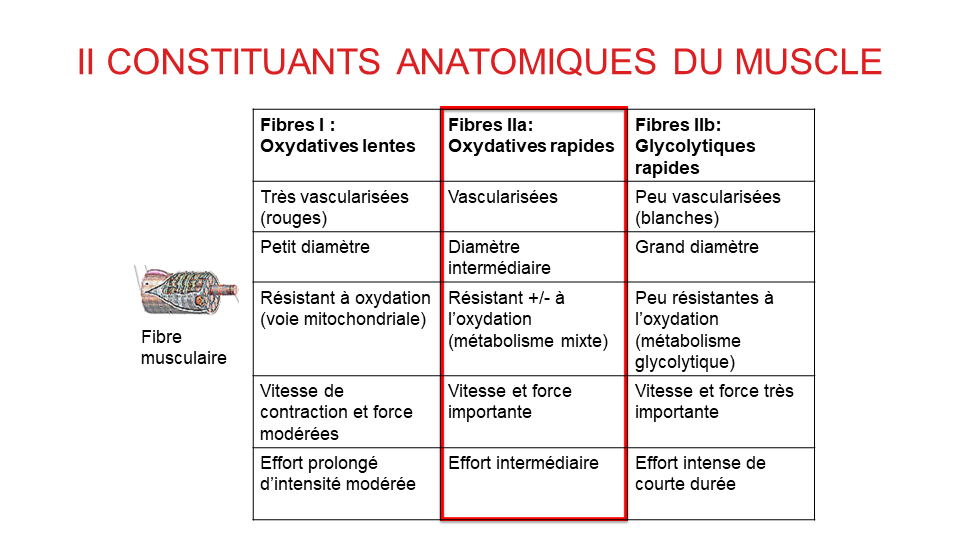 II CONSTITUANTS ANATOMIQUES DU MUSCLE
Fibres I :
Oxydatives lentes
Fibres IIa:
Oxydatives rapides
Fibres IIb:
Glycolytiques
rapides
Très vascularisées
(rouges)
Vascularisées
Peu vascularisées
(blanches)
Petit diamètre
Diamètre
intermédiaire
Grand diamètre
Résistant à oxydation
(voie mitochondriale)
Résistant +/- à
l’oxydation
(métabolisme mixte)
Peu résistantes à
l’oxydation
(métabolisme
glycolytique)
Vitesse de
contraction et force
modérées
Vitesse et force
importante
Vitesse et force très
importante
Effort prolongé
d’intensité modérée
Effort intermédiaire
Effort intense de
courte durée
Fibre
musculaire